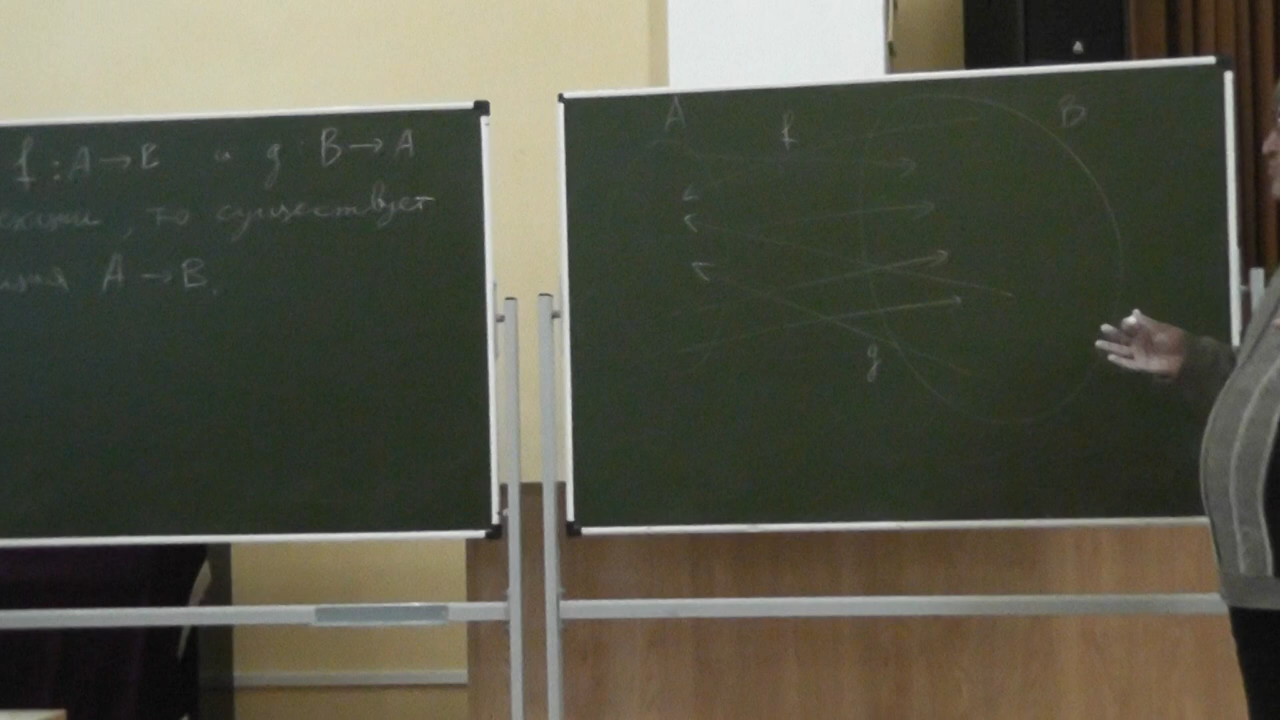 f : A → B и g : B → A
, то существует
A → B.
A f B
g